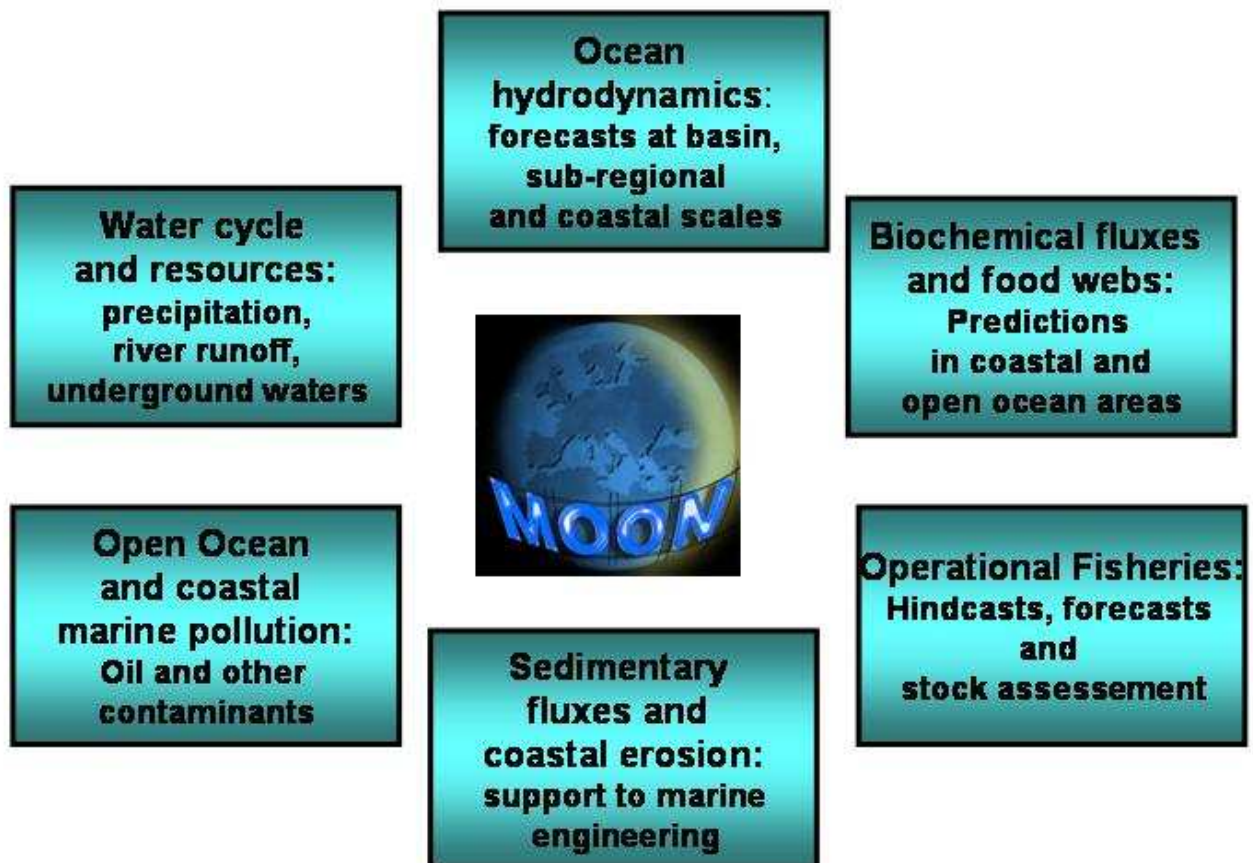 Ocean
hydrodynamics:
forecasts at basin,
sub-regional
and coastal scales
Water cycle
and resources:
precipitation,
river runoff,
underground waters
Biochemical fluxes
and food webs:
Predictions
in coastal and
open ocean areas
MOON
Open Ocean
and coastal
marine pollution:
Oil and other
contaminants
Operational Fisheries:
Hindcasts, forecasts
and
stock assessement
Sedimentary
fluxes and
coastal erosion:
support to marine
engineering